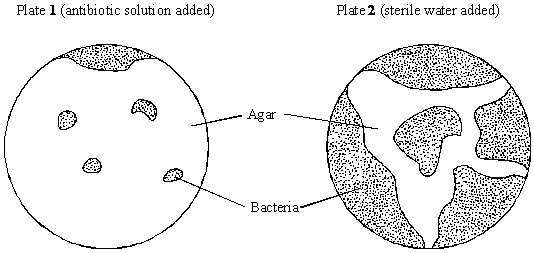 Plate 1 (antibiotic solution added)
Plate 2 (sterile water added)
Agar
Bacteria